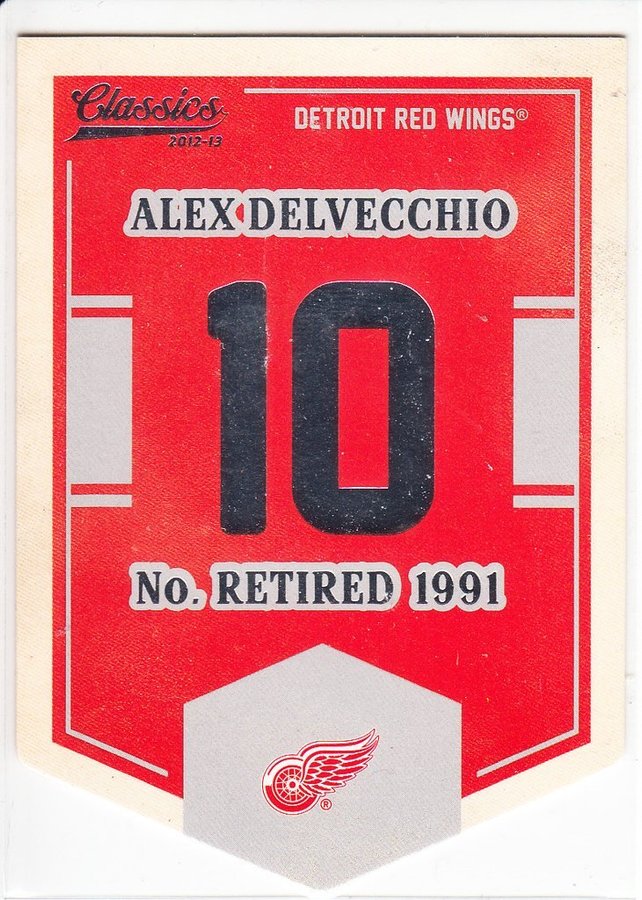 Classics
2012-13
DETROIT RED WINGS®
ALEX DELVECCHIO
10
No. RETIRED 1991
®